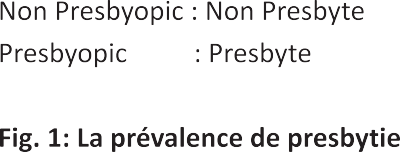 Non Presbyopic : Non Presbyte
Presbyopic : Presbyte
Fig. 1: La prévalence de presbytie